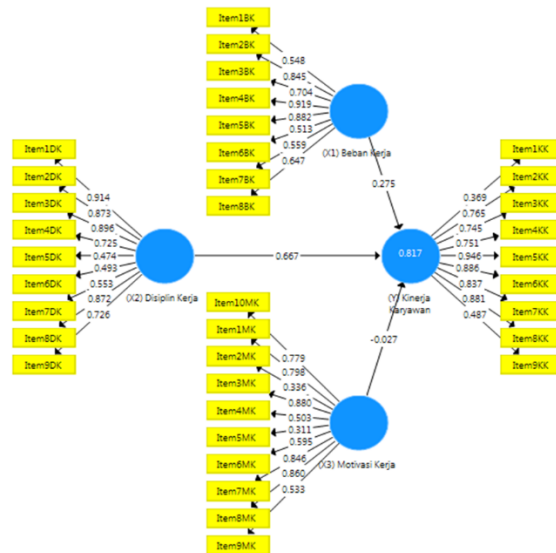 Item1BK
Item2BK
Item3BK
Item4BK
Item5BK
Item6BK
Item7BK
Item8BK
0.548
0.845
0.704
0.919
0.882
0.513
0.559
0.647
(X1) Beban Kerja
0.275
Item1DK
Item2DK
Item3DK
Item4DK
Item5DK
Item6DK
Item7DK
Item8DK
Item9DK
0.914
0.873
0.896
0.725
0.474
0.493
0.553
0.872
0.726
(X2) Disiplin Kerja
0.667
Item1KK
Item2KK
Item3KK
Item4KK
Item5KK
Item6KK
Item7KK
Item8KK
Item9KK
0.369
0.765
0.745
0.751
0.946
0.886
0.837
0.881
0.487
0.817
(Y) Kinerja
Karyawan
-0.027
Item10MK
Item1MK
Item2MK
Item3MK
Item4MK
Item5MK
Item6MK
Item7MK
Item8MK
Item9MK
0.779
0.798
0.336
0.880
0.503
0.311
0.595
0.846
0.860
0.533
(X3) Motivasi Kerja